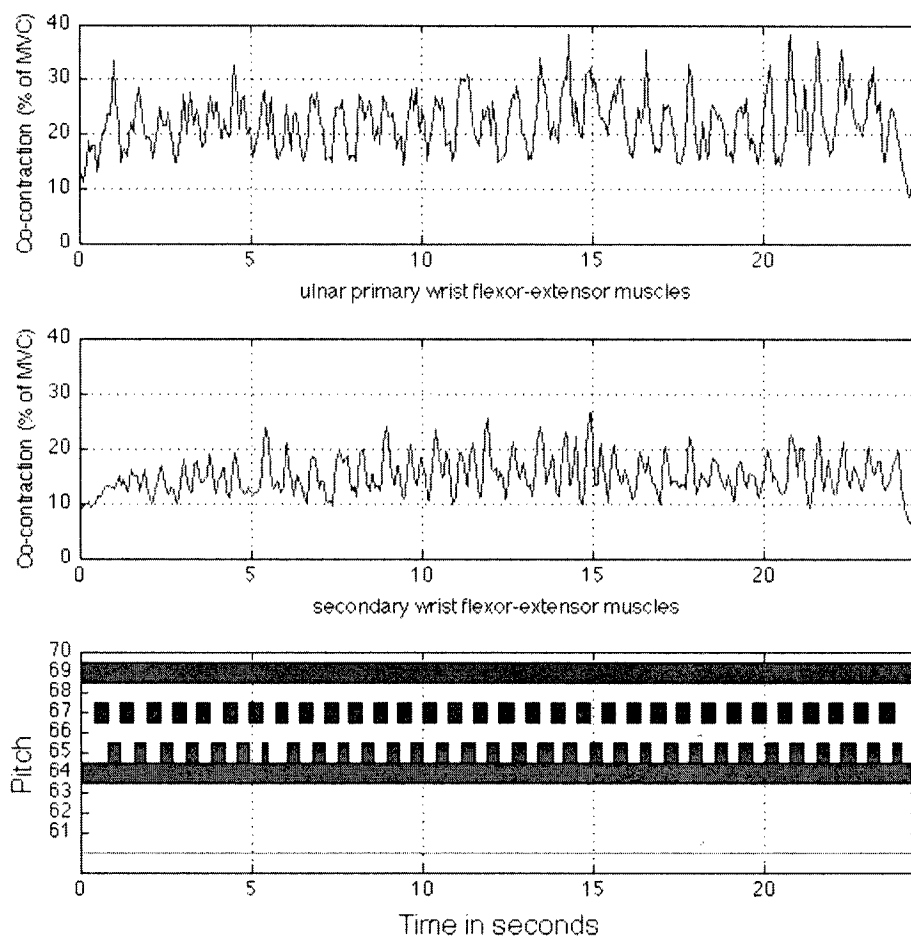 40
30
20
10
0
Co-contraction (% of MVC)
0 5 10 15 20
ulnar primary wrist flexor-extensor muscles
40
30
20
10
0
Co-contraction (% of MVC)
0 5 10 15 20
secondary wrist flexor-extensor muscles
70
69
68
67
66
65
64
63
62
61
Pitch
0 5 10 15 20
Time in seconds